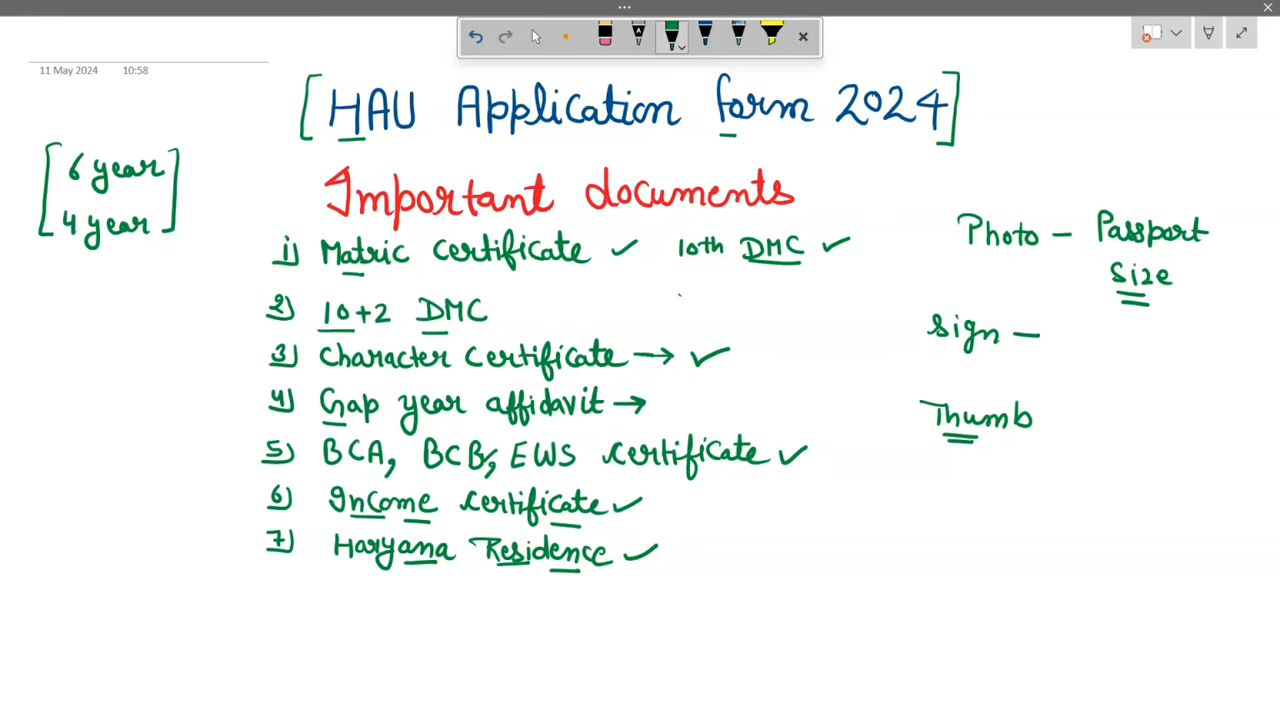 11 May 2024 10:58
[HAU Application form 2024]
[6 year
4 year]
Important documents
1) Matric certificate ✓ 10th DMC ✓
2) 10+2 DMC
3) Character certificate → ✓
4) Gap year affidavit →
5) BCA, BCB, EWS certificate ✓
6) Income certificate ✓
7) Haryana Residence ✓
Photo - Passport
Size
Sign -
Thumb